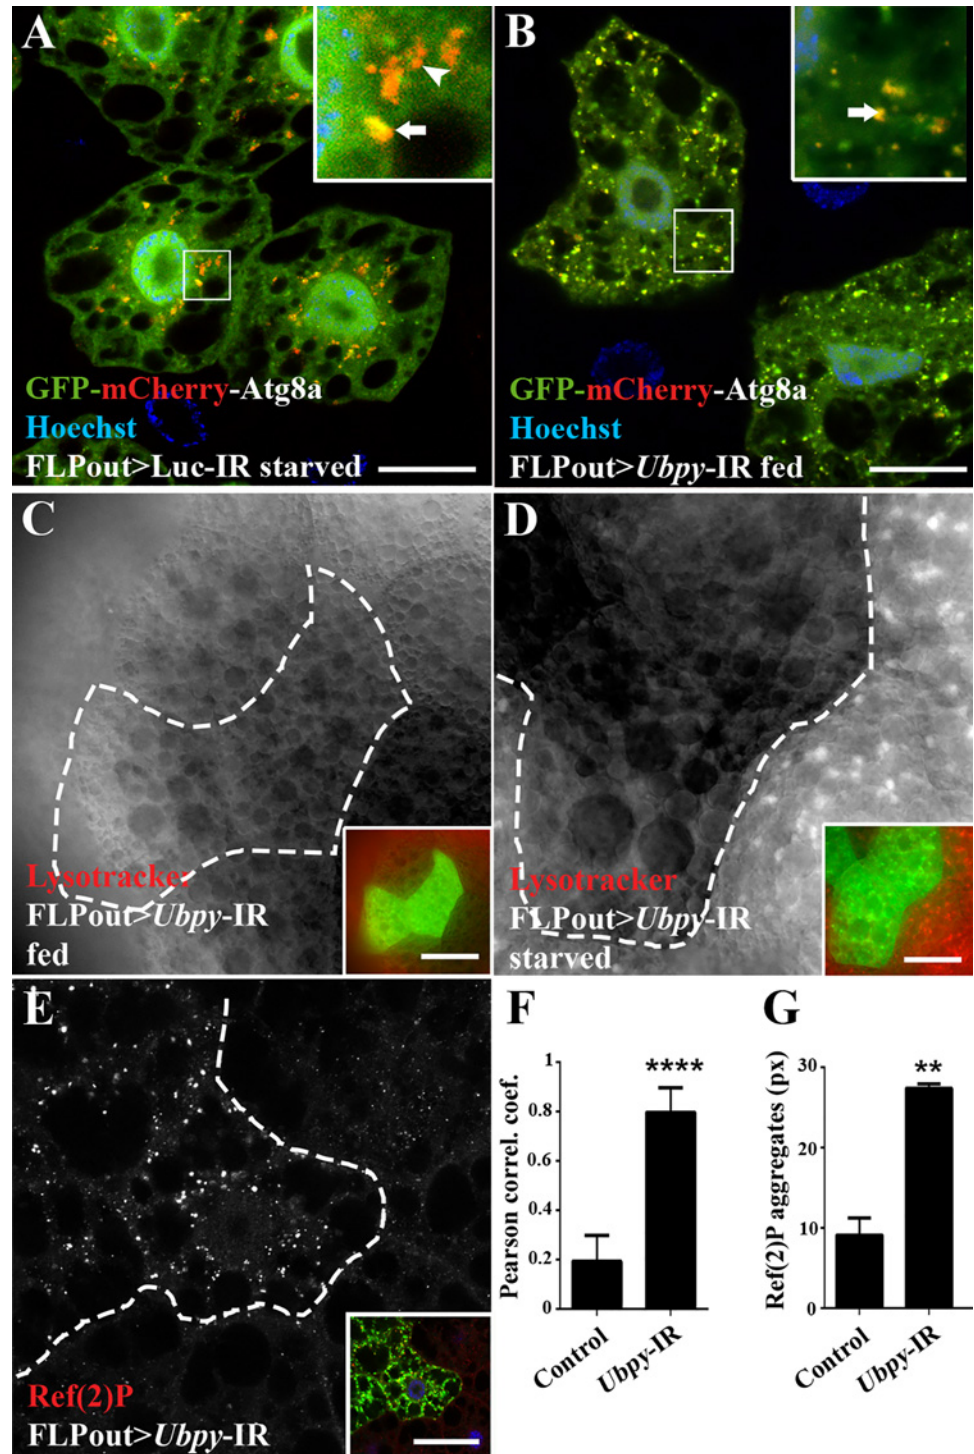 A
GFP-mCherry-Atg8a
Hoechst
FLPout>Luc-IR starved
B
GFP-mCherry-Atg8a
Hoechst
FLPout>Ubpy-IR fed
C
Lysotracker
FLPout>Ubpy-IR
fed
D
Lysotracker
FLPout>Ubpy-IR
starved
E
Ref(2)P
FLPout>Ubpy-IR
F
Pearson correl. coef.
1
0.8
0.6
0.4
0.2
0
****
Control
Ubpy-IR
G
Ref(2)P aggregates (px)
30
20
10
0
**
Control
Ubpy-IR